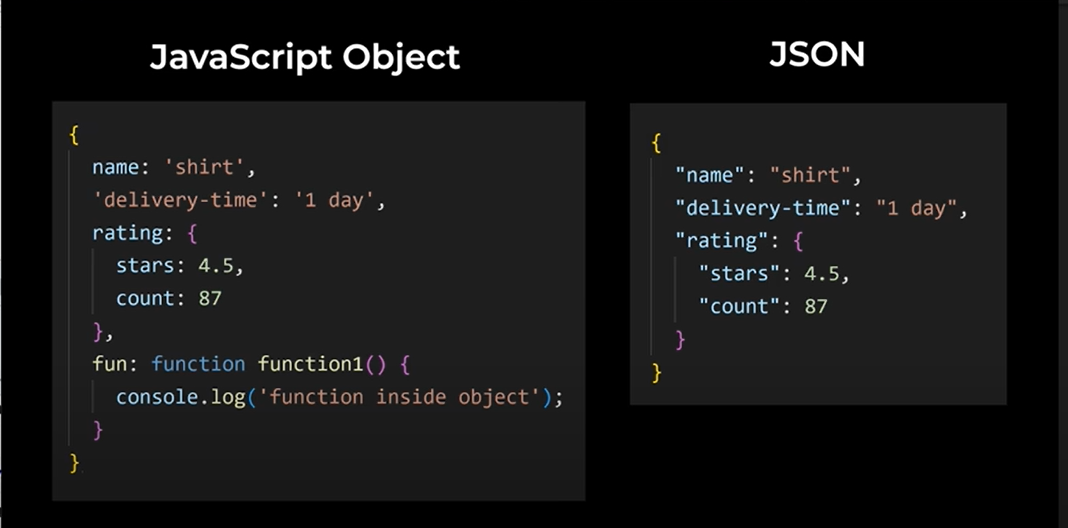 JavaScript Object
{
  name: 'shirt',
  'delivery-time': '1 day',
  rating: {
    stars: 4.5,
    count: 87
  },
  fun: function function1() {
    console.log('function inside object');
  }
}
JSON
{
  "name": "shirt",
  "delivery-time": "1 day",
  "rating": {
    "stars": 4.5,
    "count": 87
  }
}